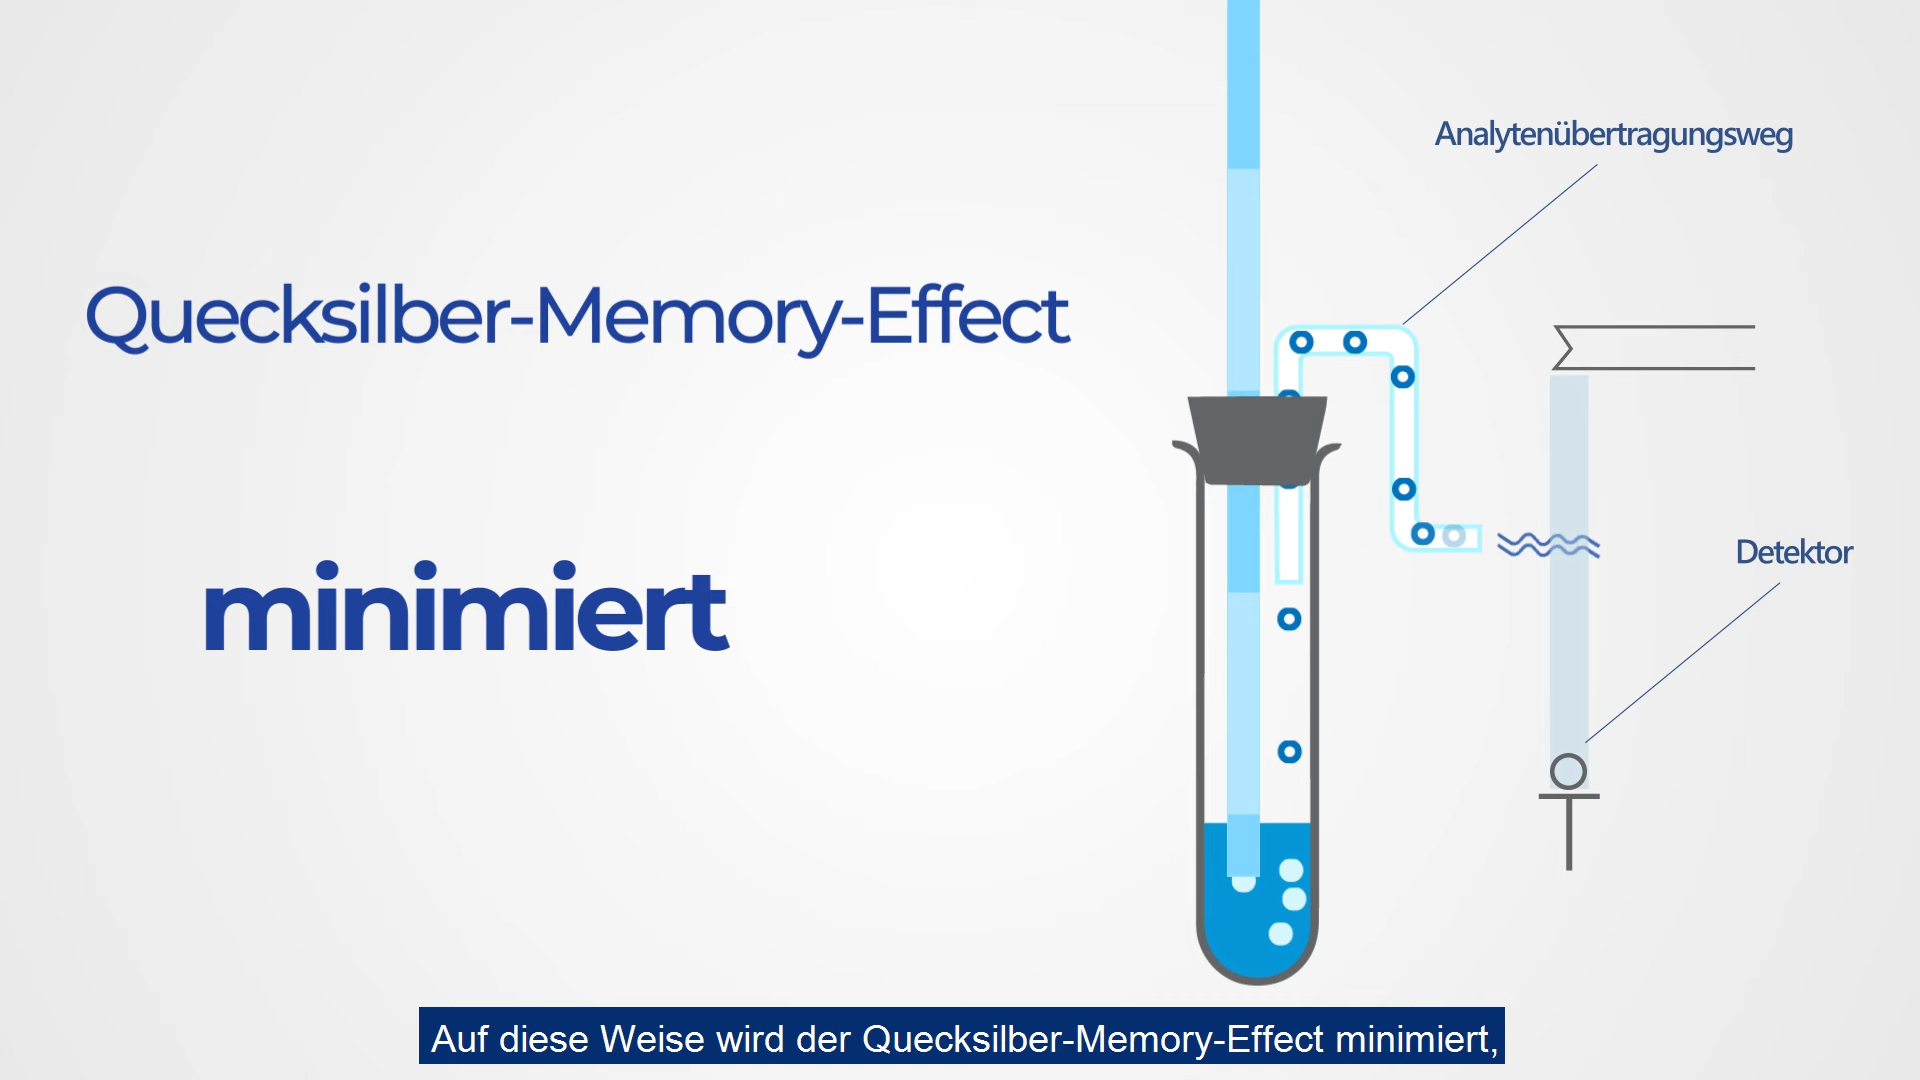 Quecksilber-Memory-Effect
minimiert
Analytenübertragungsweg
Detektor
Auf diese Weise wird der Quecksilber-Memory-Effect minimiert,